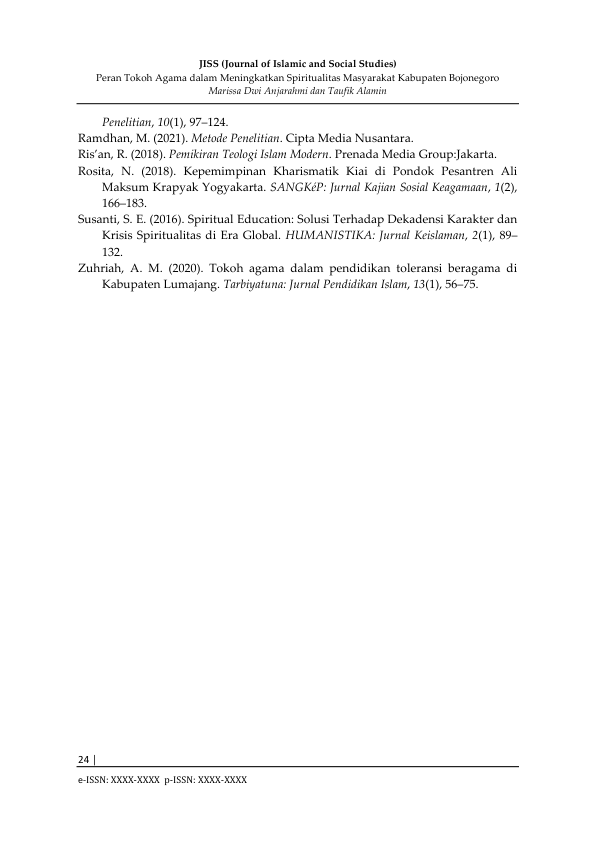 JISS (Journal of Islamic and Social Studies)
Peran Tokoh Agama dalam Meningkatkan Spiritualitas Masyarakat Kabupaten Bojonegoro
Marissa Dwi Anjarahmi dan Taufik Alamin
Penelitian, 10(1), 97–124.
Ramdhan, M. (2021). Metode Penelitian. Cipta Media Nusantara.
Ris’an, R. (2018). Pemikiran Teologi Islam Modern. Prenada Media Group:Jakarta.
Rosita, N. (2018). Kepemimpinan Kharismatik Kiai di Pondok Pesantren Ali
Maksum Krapyak Yogyakarta. SANGKéP: Jurnal Kajian Sosial Keagamaan, 1(2),
166–183.
Susanti, S. E. (2016). Spiritual Education: Solusi Terhadap Dekadensi Karakter dan
Krisis Spiritualitas di Era Global. HUMANISTIKA: Jurnal Keislaman, 2(1), 89–
132.
Zuhriah, A. M. (2020). Tokoh agama dalam pendidikan toleransi beragama di
Kabupaten Lumajang. Tarbiyatuna: Jurnal Pendidikan Islam, 13(1), 56–75.
24 |
e-ISSN: XXXX-XXXX p-ISSN: XXXX-XXXX